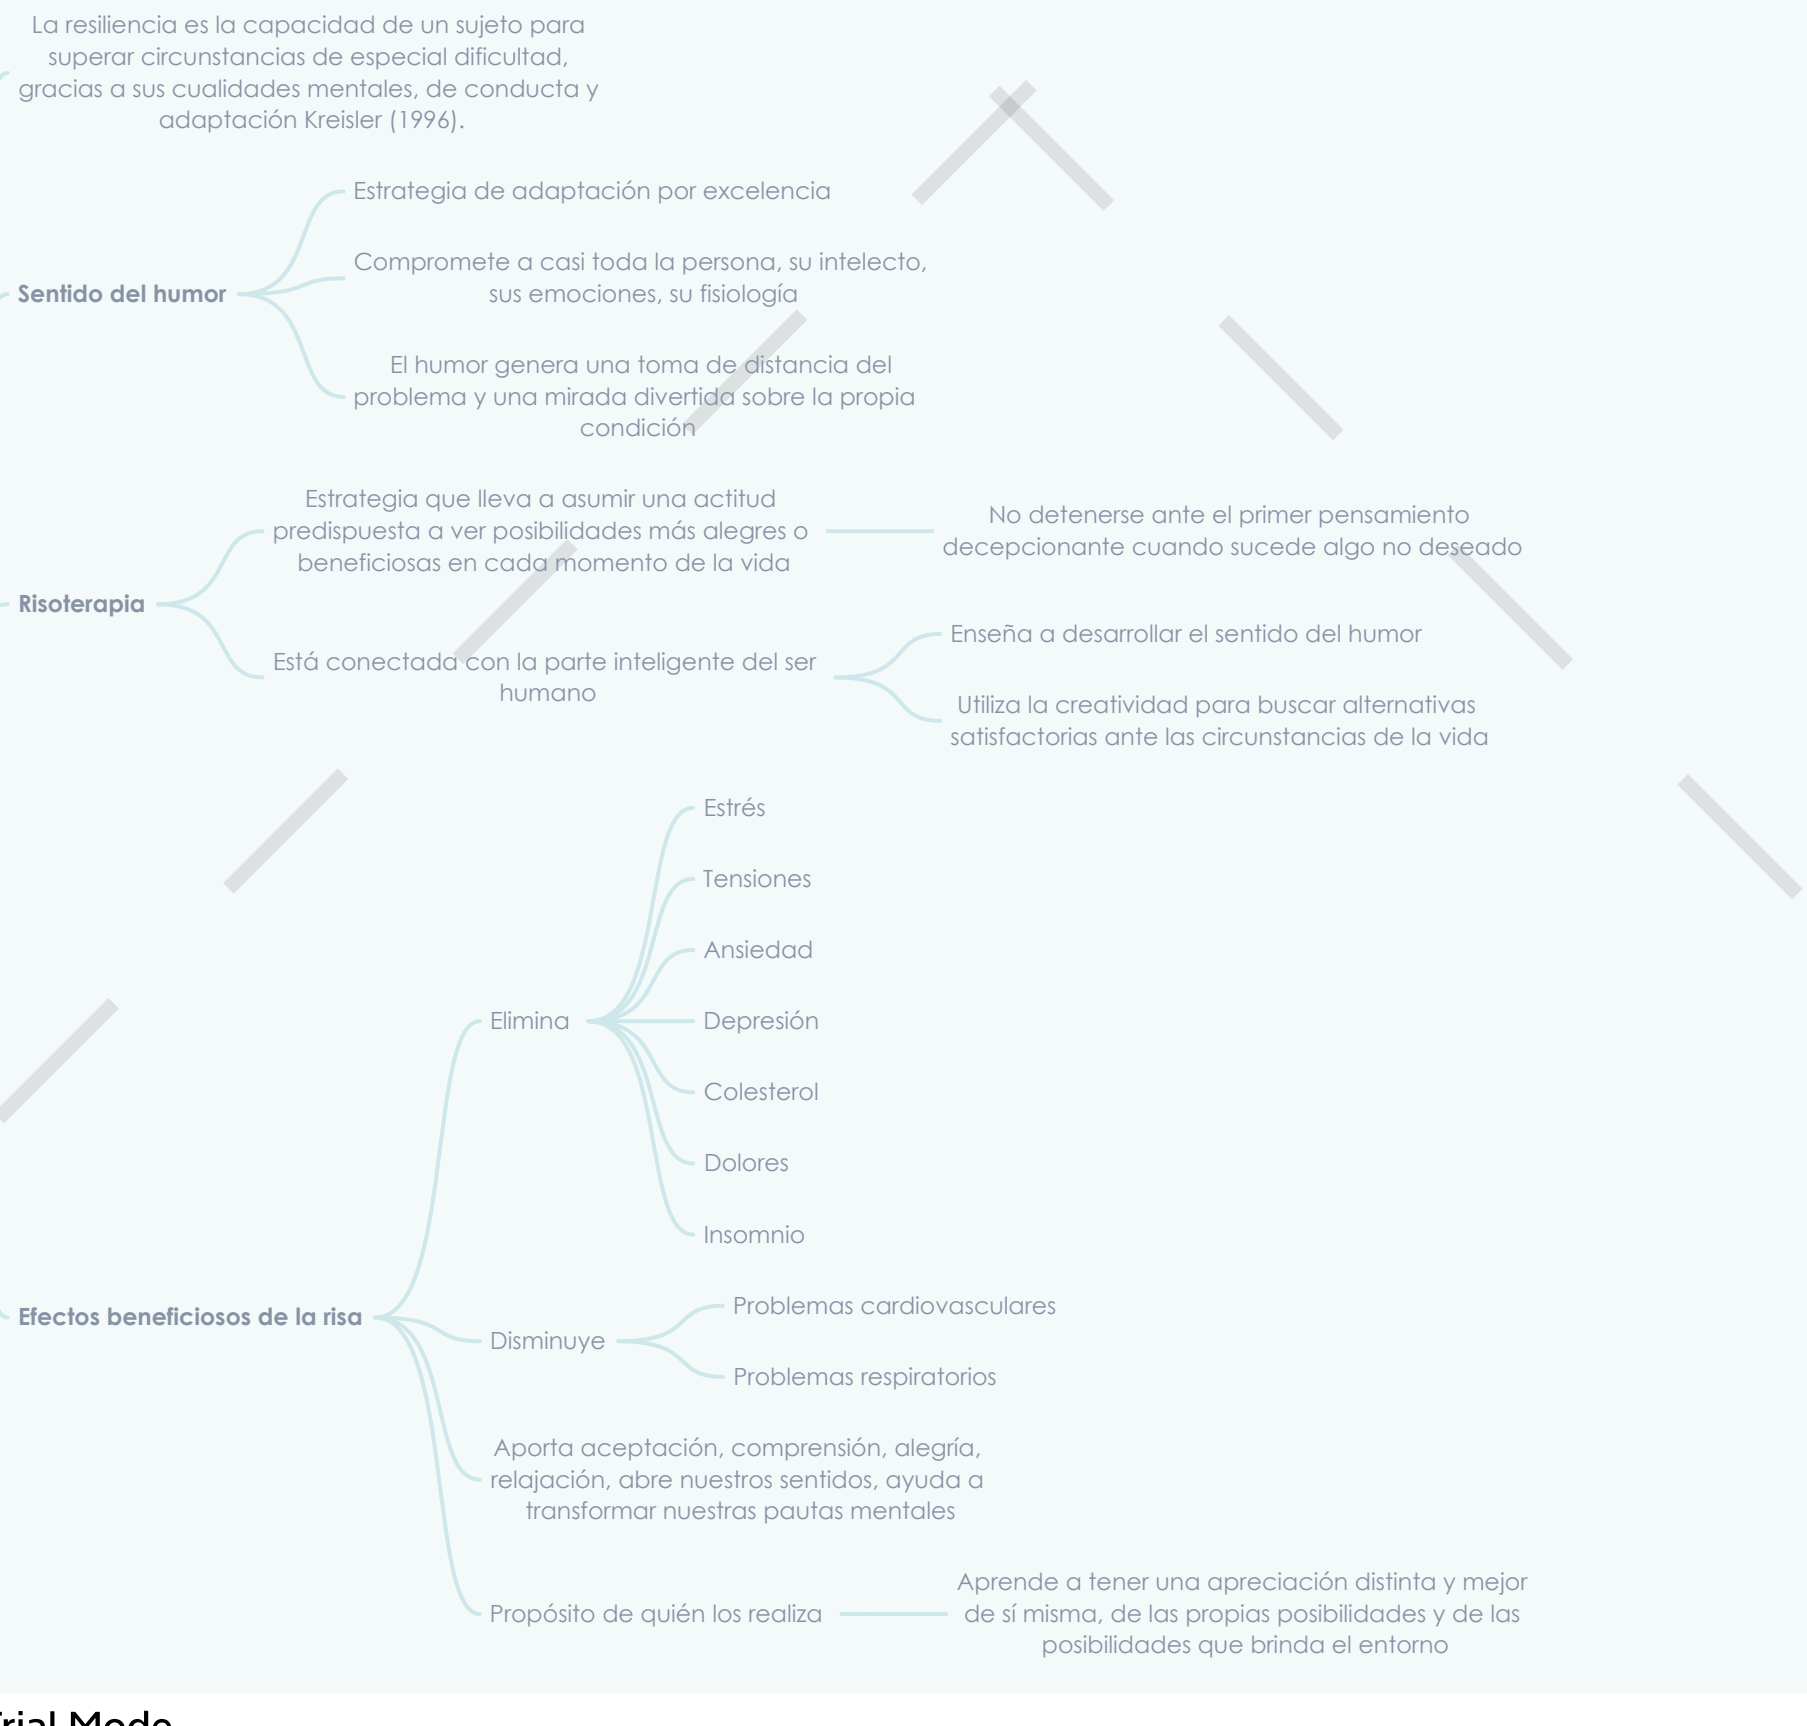 La resiliencia es la capacidad de un sujeto para
superar circunstancias de especial dificultad,
gracias a sus cualidades mentales, de conducta y
adaptación Kreisler (1996).
Sentido del humor
Estrategia de adaptación por excelencia
Compromete a casi toda la persona, su intelecto,
sus emociones, su fisiología
El humor genera una toma de distancia del
problema y una mirada divertida sobre la propia
condición
Risoterapia
Estrategia que lleva a asumir una actitud
predispuesta a ver posibilidades más alegres o
beneficiosas en cada momento de la vida
No detenerse ante el primer pensamiento
decepcionante cuando sucede algo no deseado
Está conectada con la parte inteligente del ser
humano
Enseña a desarrollar el sentido del humor
Utiliza la creatividad para buscar alternativas
satisfactorias ante las circunstancias de la vida
Efectos beneficiosos de la risa
Elimina
Estrés
Tensiones
Ansiedad
Depresión
Colesterol
Dolores
Insomnio
Disminuye
Problemas cardiovasculares
Problemas respiratorios
Aporta aceptación, comprensión, alegría,
relajación, abre nuestros sentidos, ayuda a
transformar nuestras pautas mentales
Propósito de quién los realiza
Aprende a tener una apreciación distinta y mejor
de sí misma, de las propias posibilidades y de las
posibilidades que brinda el entorno
Trial Mode